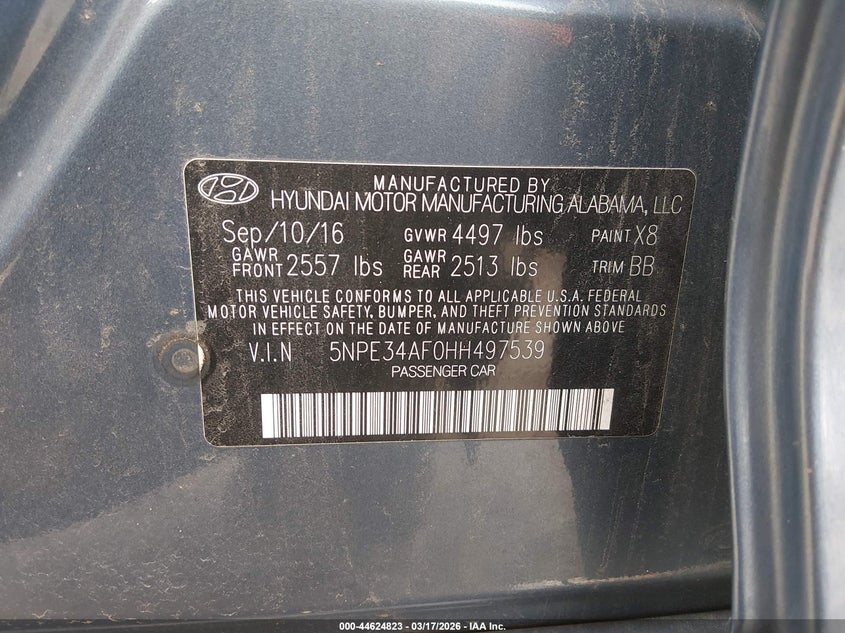 MANUFACTURED BY
HYUNDAI MOTOR MANUFACTURING ALABAMA, LLC
Sep/10/16 GVWR 4497 lbs PAINT X8
GAWR FRONT 2557 lbs GAWR REAR 2513 lbs TRIM BB
THIS VEHICLE CONFORMS TO ALL APPLICABLE U.S.A. FEDERAL
MOTOR VEHICLE SAFETY, BUMPER, AND THEFT PREVENTION STANDARDS
IN EFFECT ON THE DATE OF MANUFACTURE SHOWN ABOVE
V.I.N 5NPE34AF0HH497539
PASSENGER CAR
000-44624823 - 03/17/2026 - IAA Inc.